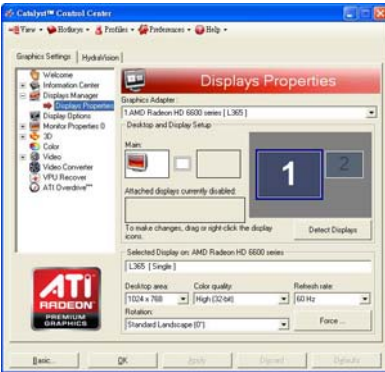 Catalyst™ Control Center
View Hotkeys Profiles Preferences Help
Graphics Settings HydraVision
Welcome
Information Center
Displays Manager
Displays Properties
Display Options
Monitor Properties 0
3D
Color
Video
Video Converter
VPU Recover
ATI Overdrive™
ATI
RADEON
PREMIUM
GRAPHICS
Displays Properties
Graphics Adapter :
1.AMD Radeon HD 6600 series [ L365 ]
Desktop and Display Setup
Main:
1
2
Attached displays currently disabled:
To make changes, drag or right-click the display
icons.
Detect Displays
Selected Display on: AMD Radeon HD 6600 series
L365 [ Single ]
Desktop area:
Color quality:
Refresh rate:
1024 x 768
High (32-bit)
60 Hz
Rotation:
Standard Landscape (0°)
Force ...
Basic...
OK
Apply
Discard
Defaults